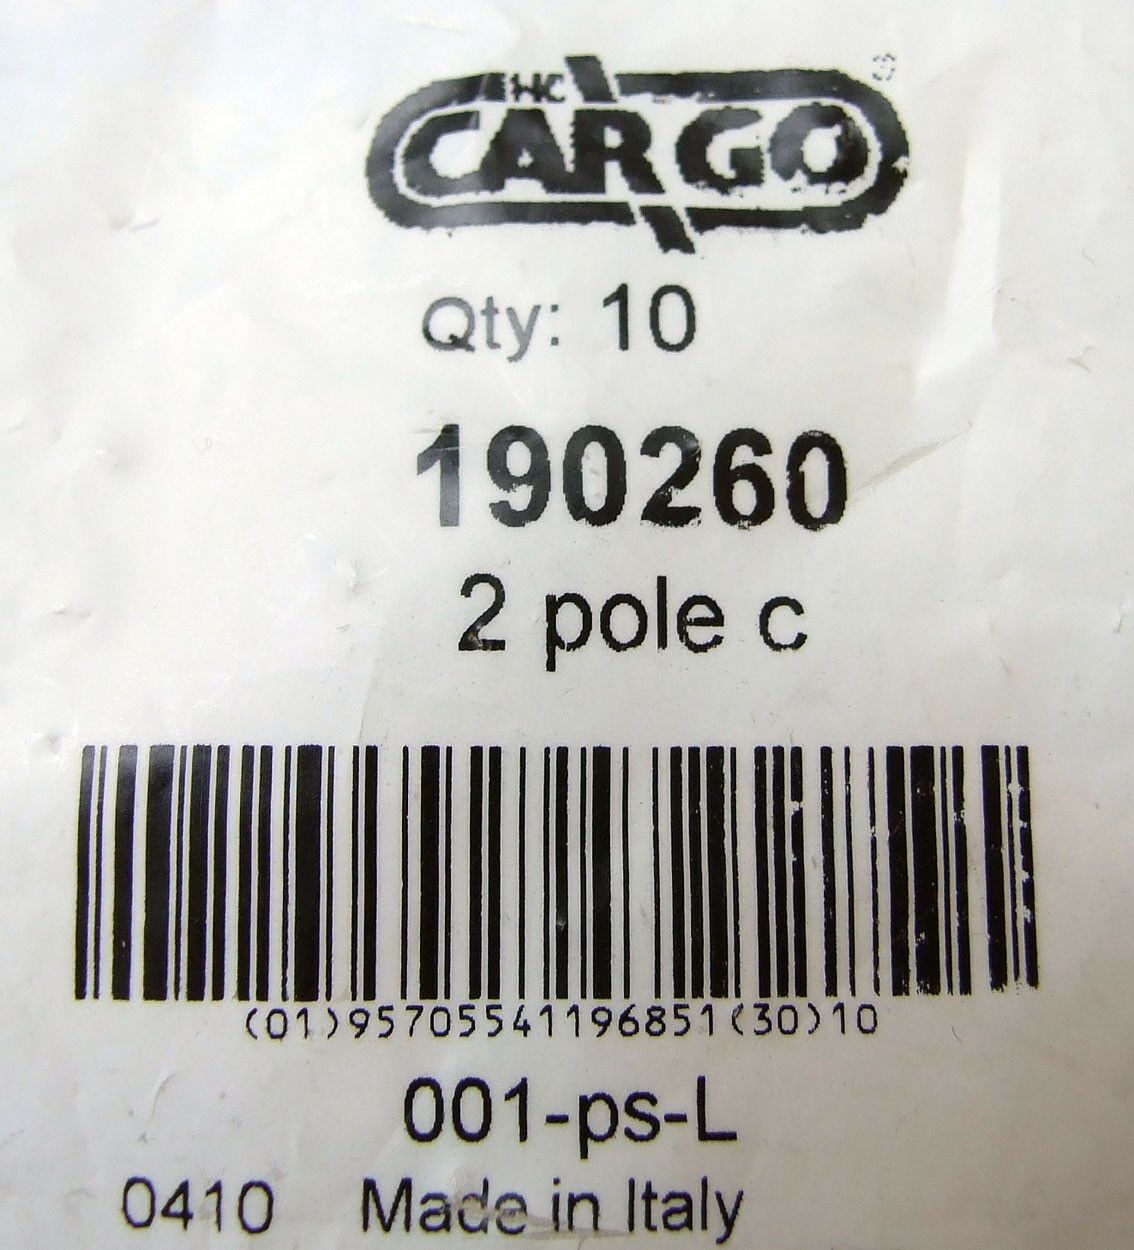 HC
CARGO®
Qty: 10
190260
2 pole c
(01)95705541196851(30)10
001-ps-L
0410 Made in Italy